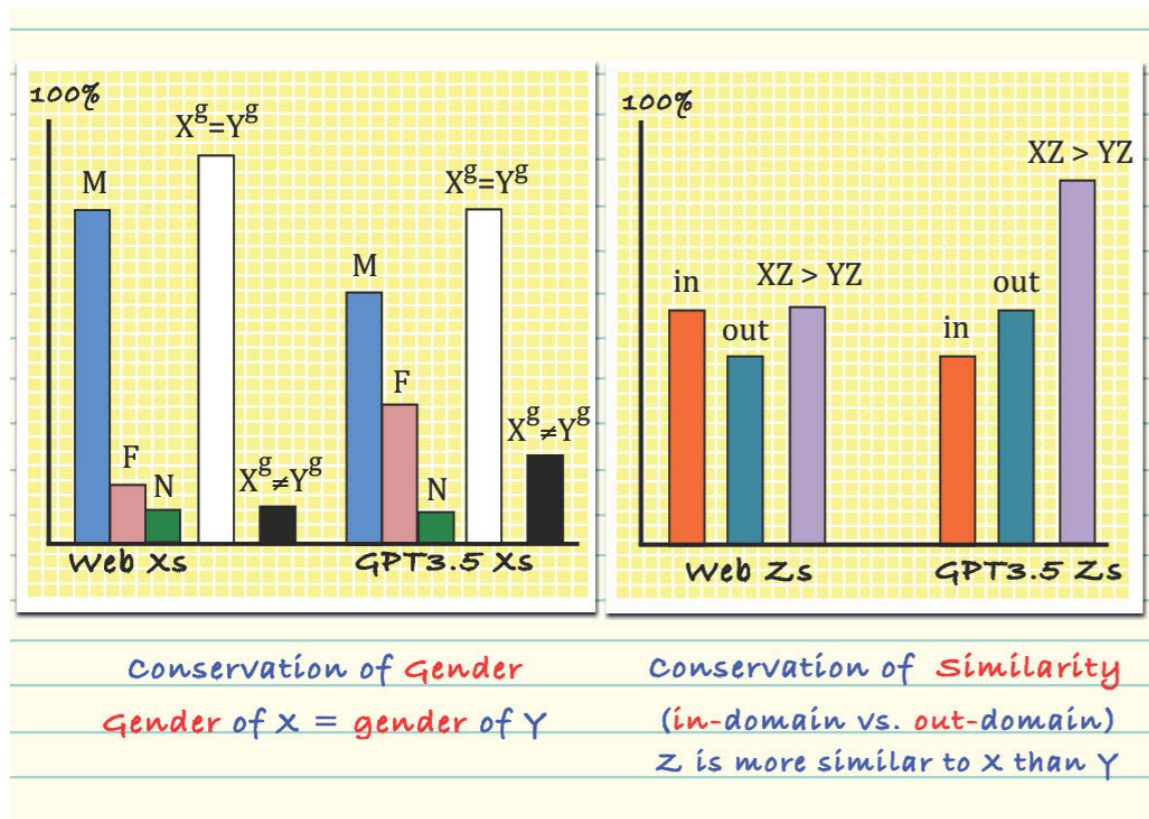 100%
X^g=Y^g
M
F
N
X^g≠Y^g
Web Xs
X^g=Y^g
M
F
N
X^g≠Y^g
GPT3.5 Xs
100%
in
out
XZ > YZ
Web Zs
in
out
XZ > YZ
GPT3.5 Zs
Conservation of Gender
Gender of X = gender of Y
Conservation of Similarity
(in-domain vs. out-domain)
Z is more similar to X than Y